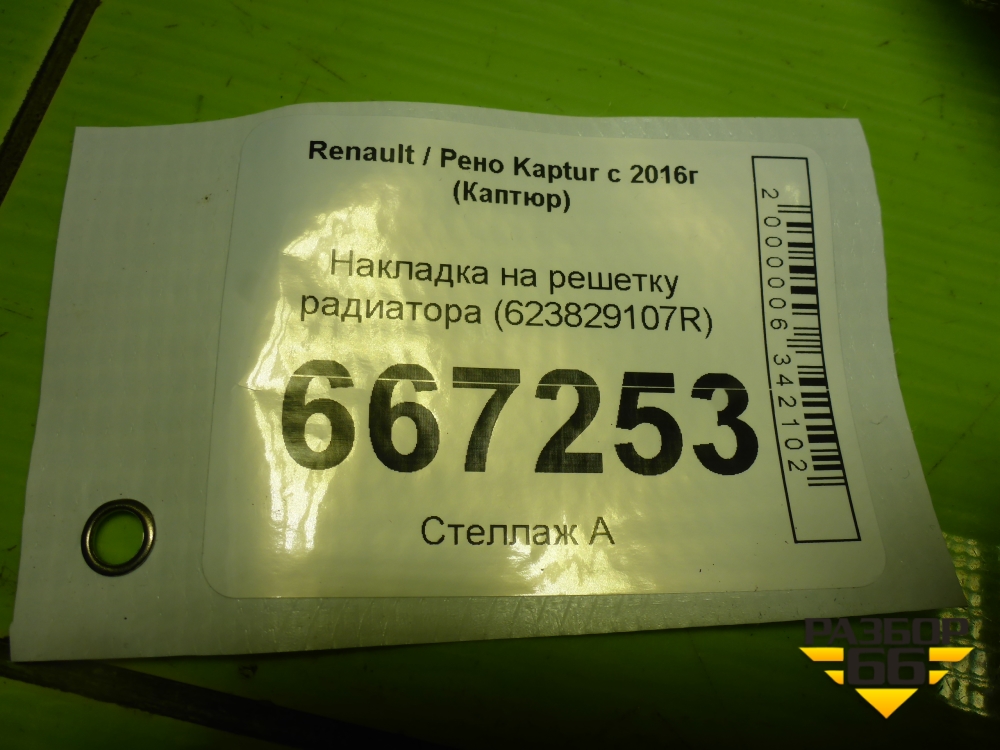 Renault / Рено Kaptur с 2016г
(Каптюр)
Накладка на решетку
радиатора (623829107R)
667253
Стеллаж А
2000006342102
РАЗБОР
66